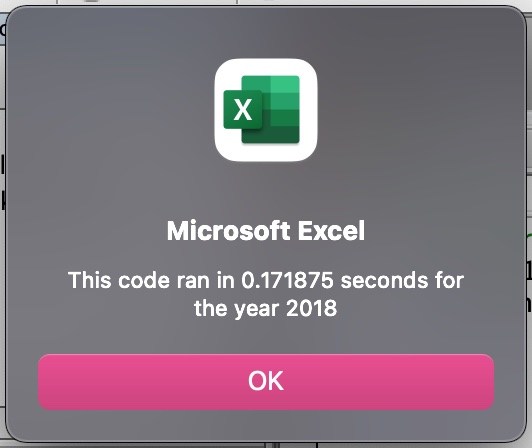 X
Microsoft Excel
This code ran in 0.171875 seconds for
the year 2018
OK